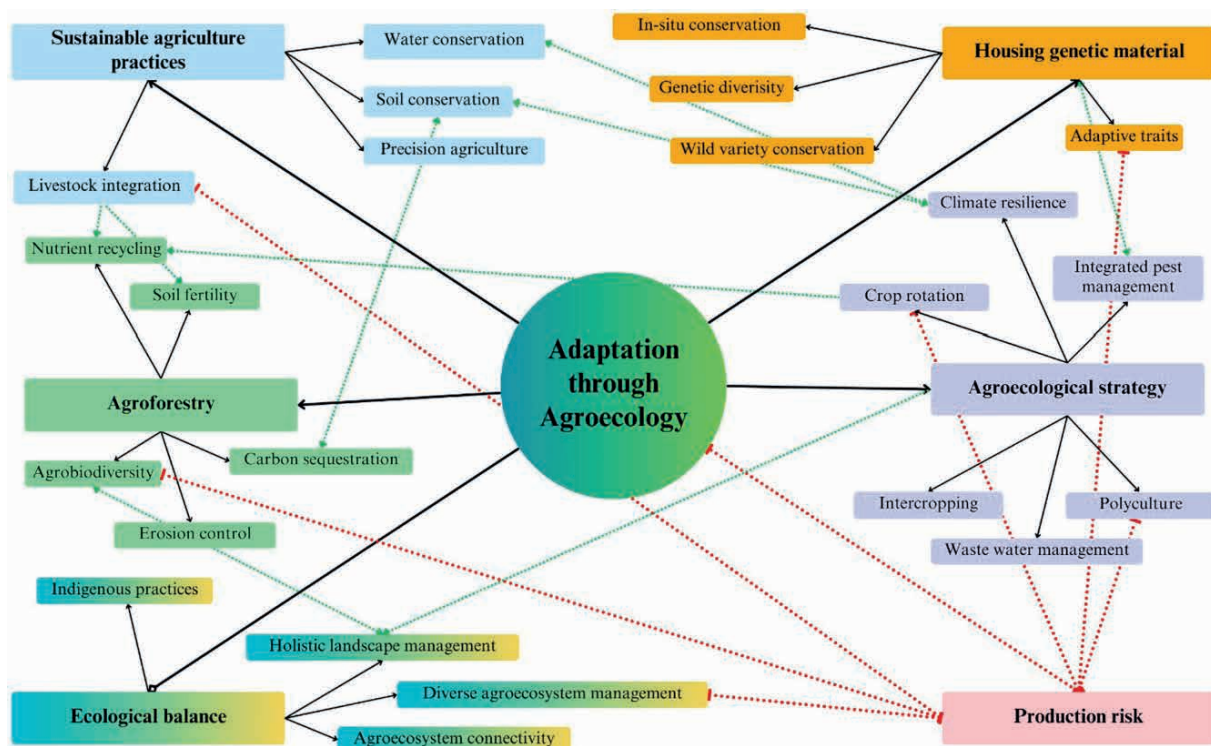 Sustainable agriculture
practices
Water conservation
Soil conservation
Precision agriculture
In-situ conservation
Genetic diverisity
Wild variety conservation
Housing genetic material
Adaptive traits
Livestock integration
Nutrient recycling
Soil fertility
Climate resilience
Integrated pest
management
Crop rotation
Adaptation
through
Agroecology
Agroforestry
Agroecological strategy
Agrobiodiversity
Carbon sequestration
Erosion control
Intercropping
Polyculture
Waste water management
Indigenous practices
Holistic landscape management
Diverse agroecosystem management
Agroecosystem connectivity
Ecological balance
Production risk